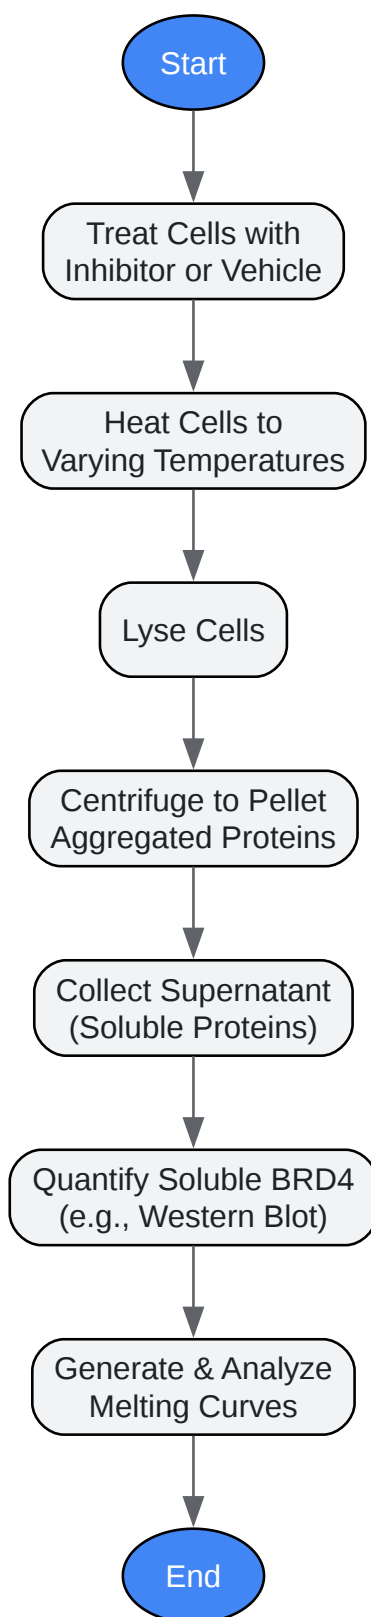 Start
Treat Cells with
Inhibitor or Vehicle
Heat Cells to
Varying Temperatures
Lyse Cells
Centrifuge to Pellet
Aggregated Proteins
Collect Supernatant
(Soluble Proteins)
Quantify Soluble BRD4
(e.g., Western Blot)
Generate & Analyze
Melting Curves
End